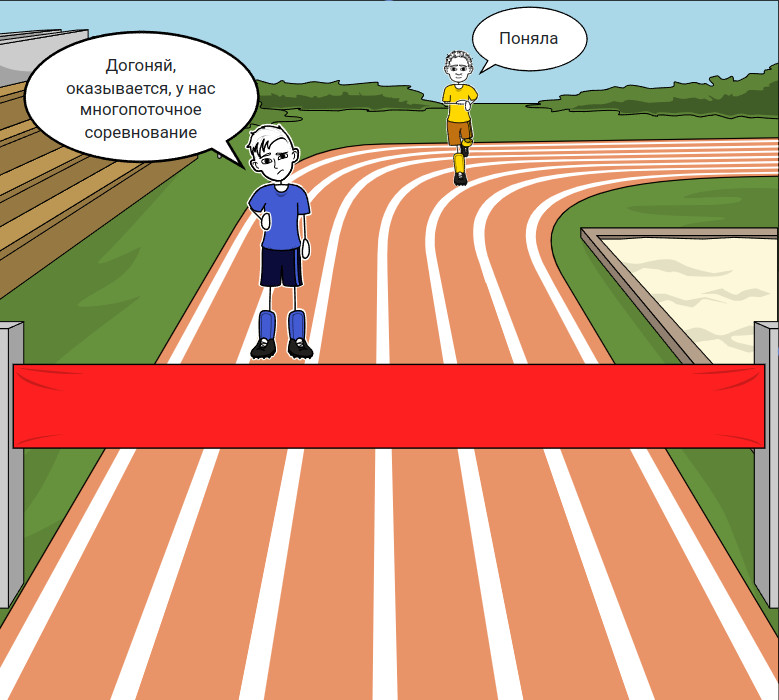 Догоняй,
оказывается, у нас
многопоточное
соревнование
Поняла